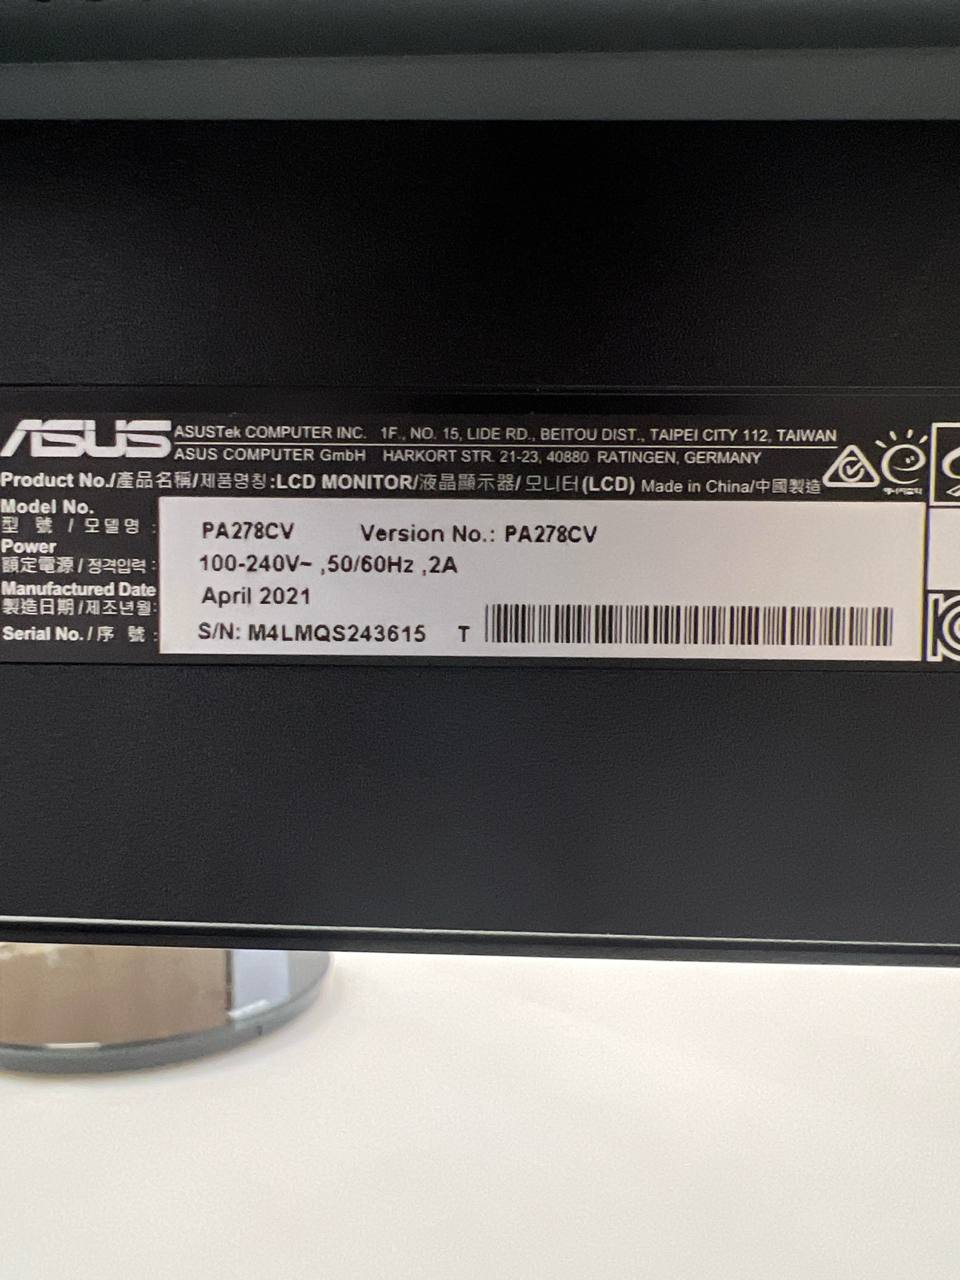 ASUS
ASUSTek COMPUTER INC. 1F., NO. 15, LIDE RD., BEITOU DIST., TAIPEI CITY 112, TAIWAN
ASUS COMPUTER GmbH HARKORT STR. 21-23, 40880 RATINGEN, GERMANY
Product No./產品名稱/제품명칭:LCD MONITOR/液晶顯示器/모니터(LCD) Made in China/中國製造
Model No.
型 號 / 모델명 : PA278CV Version No.: PA278CV
Power
額定電源/정격입력: 100-240V~ ,50/60Hz ,2A
Manufactured Date
製造日期/제조년월: April 2021
Serial No./序 號 : S/N: M4LMQS243615 T